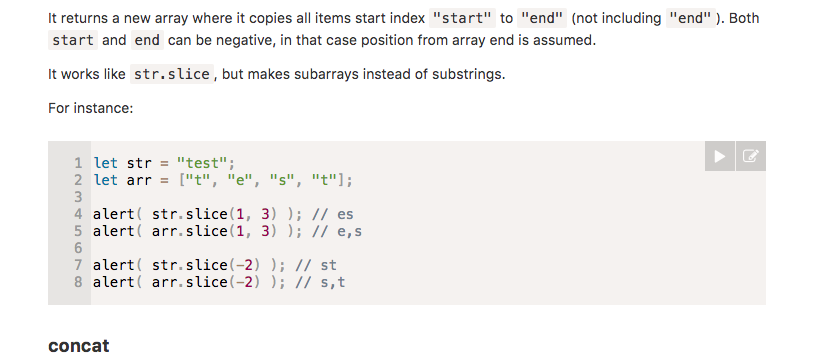 It returns a new array where it copies all items start index "start" to "end" (not including "end"). Both
start and end can be negative, in that case position from array end is assumed.
It works like str.slice, but makes subarrays instead of substrings.
For instance:
1 let str = "test";
2 let arr = ["t", "e", "s", "t"];
3
4 alert( str.slice(1, 3) ); // es
5 alert( arr.slice(1, 3) ); // e,s
6
7 alert( str.slice(-2) ); // st
8 alert( arr.slice(-2) ); // s,t
concat